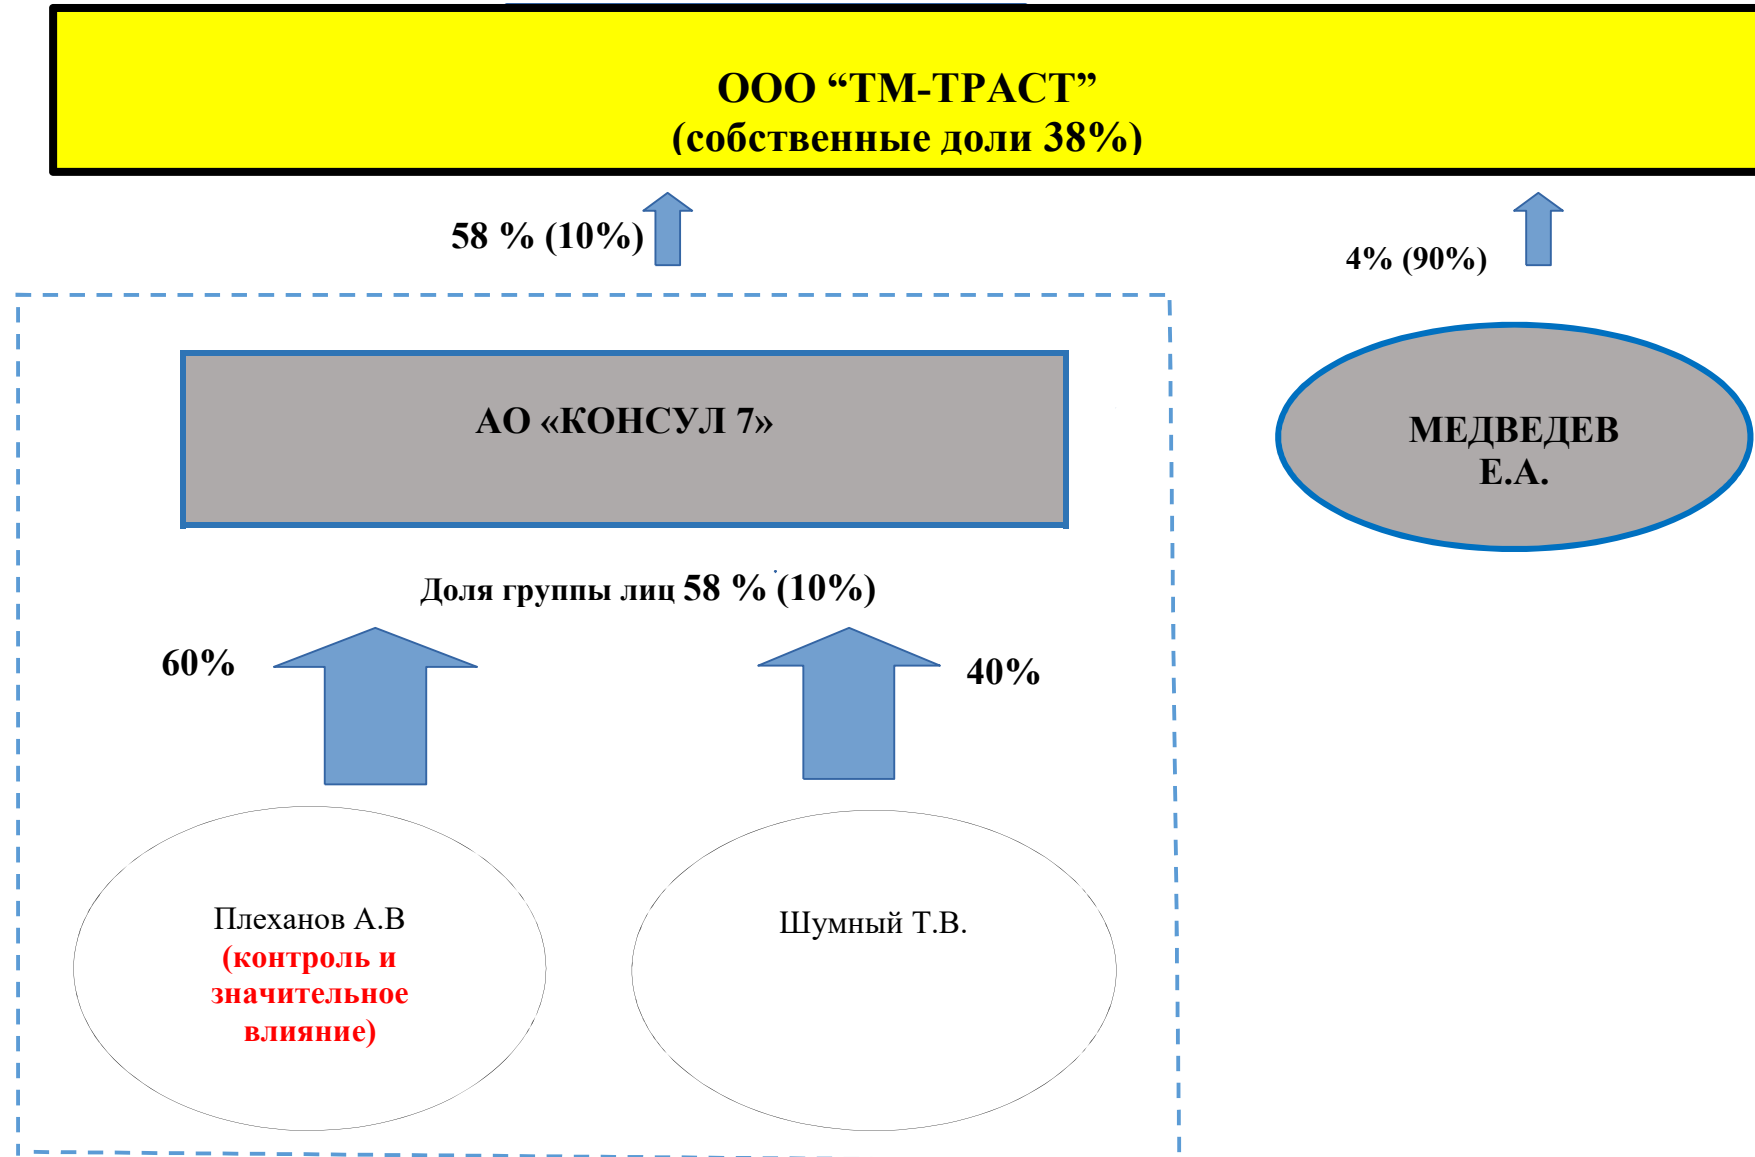 ООО “ТМ-ТРАСТ”
(собственные доли 38%)
58 % (10%)
4% (90%)
АО «КОНСУЛ 7»
МЕДВЕДЕВ
Е.А.
Доля группы лиц 58 % (10%)
60%
40%
Плеханов А.В
(контроль и
значительное
влияние)
Шумный Т.В.